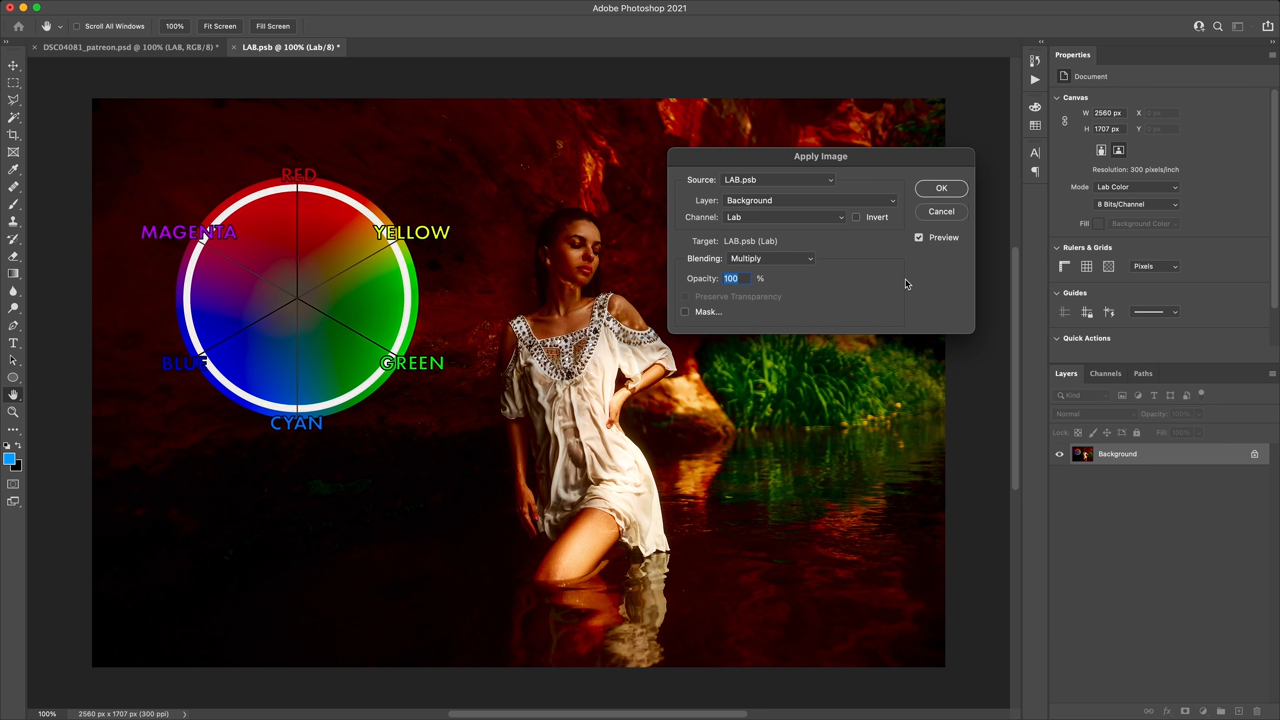 Adobe Photoshop 2021
Scroll All Windows
100%
Fit Screen
Fill Screen
DSC04081_patreon.psd @ 100% (LAB, RGB/8) *
LAB.psb @ 100% (Lab/8) *
RED
MAGENTA
YELLOW
BLUE
GREEN
CYAN
Apply Image
Source: LAB.psb
Layer: Background
Channel: Lab
Invert
Target: LAB.psb (Lab)
Blending: Multiply
Opacity: 100 %
Preserve Transparency
Mask...
OK
Cancel
Preview
Properties
Document
Canvas
W 2560 px X 0 px
H 1707 px Y 0 px
Resolution: 300 pixels/inch
Mode Lab Color
8 Bits/Channel
Fill Background Color
Rulers & Grids
Pixels
Guides
Quick Actions
Layers Channels Paths
Kind
Normal Opacity: 100%
Lock: Fill: 100%
Background
100% 2560 px x 1707 px (300 ppi)